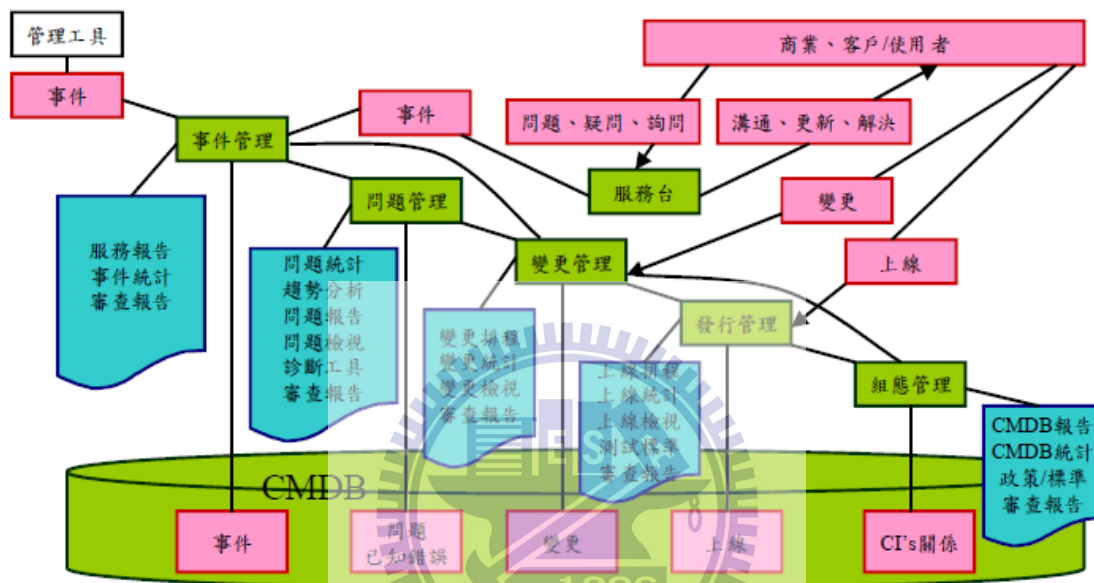 管理工具
商業、客戶/使用者
事件
事件
問題、疑問、詢問
溝通、更新、解決
事件管理
服務台
問題管理
變更
變更管理
上線
服務報告
事件統計
審查報告
問題統計
趨勢分析
問題報告
問題檢視
診斷工具
審查報告
發行管理
變更排程
變更統計
變更檢視
審查報告
上線排程
上線統計
上線檢視
測試標準
審查報告
組態管理
CMDB報告
CMDB統計
政策/標準
審查報告
CMDB
事件
問題
已知錯誤
變更
上線
CI's關係
ES
1896